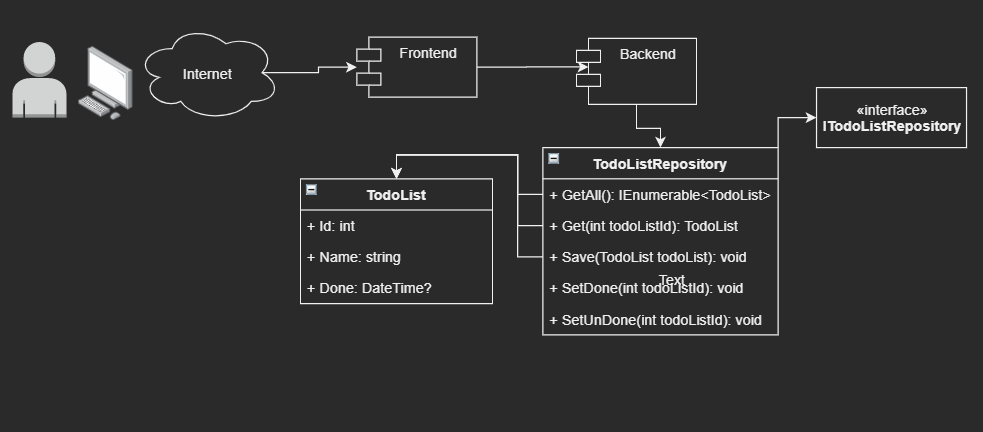 Internet
Frontend
Backend
«interface»
ITodoListRepository
TodoListRepository
+ GetAll(): IEnumerable<TodoList>
+ Get(int todoListId): TodoList
+ Save(TodoList todoList): void
Text
+ SetDone(int todoListId): void
+ SetUnDone(int todoListId): void
TodoList
+ Id: int
+ Name: string
+ Done: DateTime?